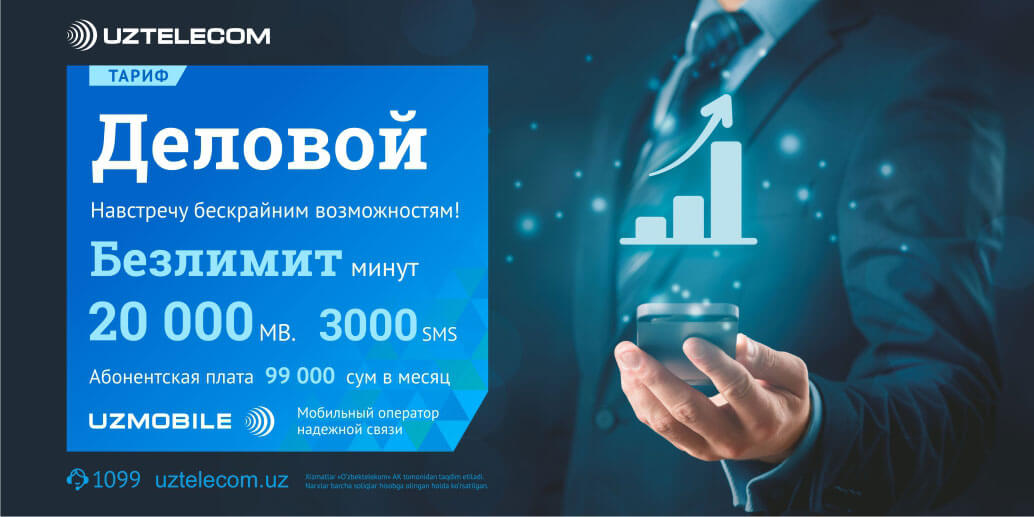 UZTELECOM
ТАРИФ
Деловой
Навстречу бескрайним возможностям!
Безлимит минут
20 000 MB. 3000 SMS
Абонентская плата 99 000 сум в месяц
UZMOBILE
Мобильный оператор
надежной связи
1099 uztelecom.uz
Xizmatlar «O'zbektelekom» AK tomonidan taqdim etiladi.
Narxlar barcha soliqlar hisobga olingan holda ko'rsatilgan.